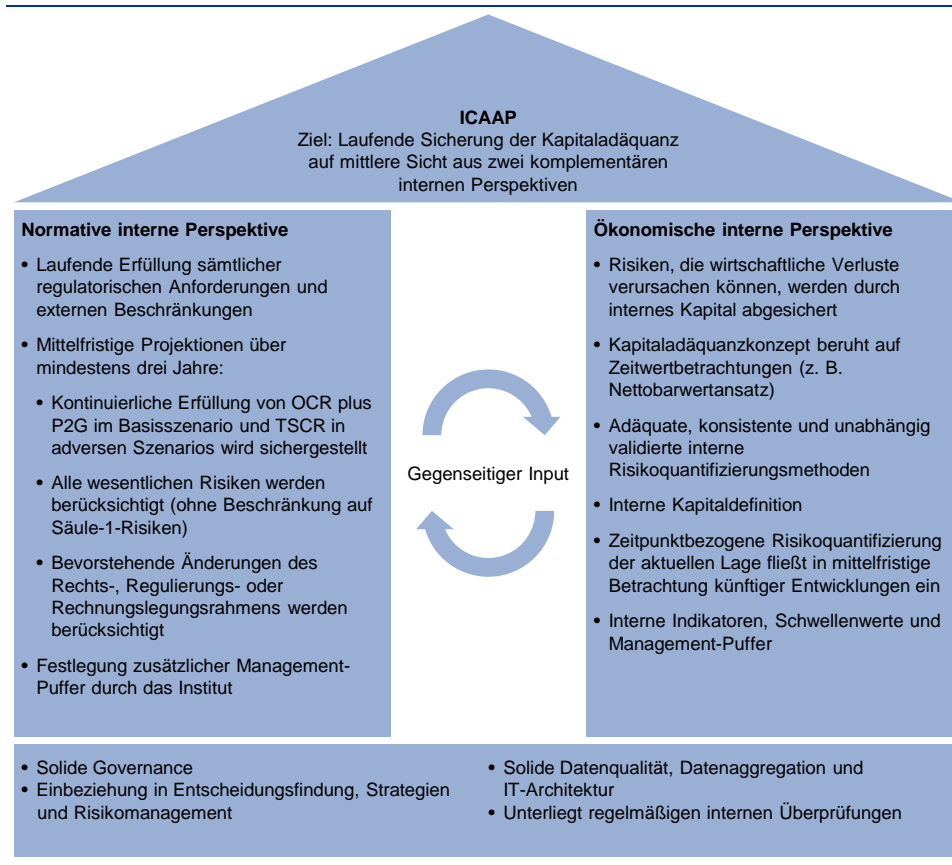 ICAAP
Ziel: Laufende Sicherung der Kapitaladäquanz
auf mittlere Sicht aus zwei komplementären
internen Perspektiven
Normative interne Perspektive
• Laufende Erfüllung sämtlicher
regulatorischen Anforderungen und
externen Beschränkungen
• Mittelfristige Projektionen über
mindestens drei Jahre:
• Kontinuierliche Erfüllung von OCR plus
P2G im Basisszenario und TSCR in
adversen Szenarios wird sichergestellt
• Alle wesentlichen Risiken werden
berücksichtigt (ohne Beschränkung auf
Säule-1-Risiken)
• Bevorstehende Änderungen des
Rechts-, Regulierungs- oder
Rechnungslegungsrahmens werden
berücksichtigt
• Festlegung zusätzlicher Management-
Puffer durch das Institut
Gegenseitiger Input
Ökonomische interne Perspektive
• Risiken, die wirtschaftliche Verluste
verursachen können, werden durch
internes Kapital abgesichert
• Kapitaladäquanzkonzept beruht auf
Zeitwertbetrachtungen (z. B.
Nettobarwertansatz)
• Adäquate, konsistente und unabhängig
validierte interne
Risikoquantifizierungsmethoden
• Interne Kapitaldefinition
• Zeitpunktbezogene Risikoquantifizierung
der aktuellen Lage fließt in mittelfristige
Betrachtung künftiger Entwicklungen ein
• Interne Indikatoren, Schwellenwerte und
Management-Puffer
• Solide Governance
• Einbeziehung in Entscheidungsfindung, Strategien
und Risikomanagement
• Solide Datenqualität, Datenaggregation und
IT-Architektur
• Unterliegt regelmäßigen internen Überprüfungen